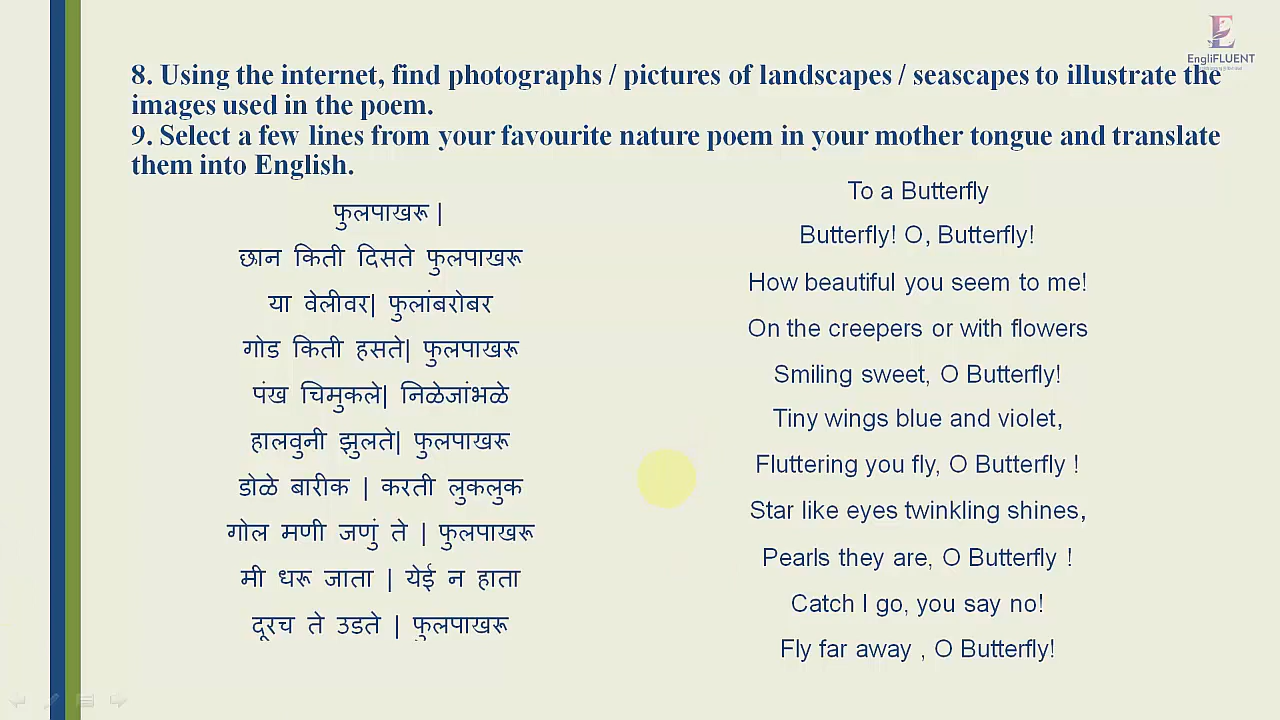 EngliFLUENT
8. Using the internet, find photographs / pictures of landscapes / seascapes to illustrate the
images used in the poem.
9. Select a few lines from your favourite nature poem in your mother tongue and translate
them into English.
फुलपाखरू |
छान किती दिसते फुलपाखरू
या वेलीवर| फुलांबरोबर
गोड किती हसते| फुलपाखरू
पंख चिमुकले| निळेजांभळे
हालवुनी झुलते| फुलपाखरू
डोळे बारीक | करती लुकलुक
गोल मणी जणुं ते | फुलपाखरू
मी धरू जाता | येई न हाता
दूरच ते उडते | फुलपाखरू
To a Butterfly
Butterfly! O, Butterfly!
How beautiful you seem to me!
On the creepers or with flowers
Smiling sweet, O Butterfly!
Tiny wings blue and violet,
Fluttering you fly, O Butterfly !
Star like eyes twinkling shines,
Pearls they are, O Butterfly !
Catch I go, you say no!
Fly far away , O Butterfly!